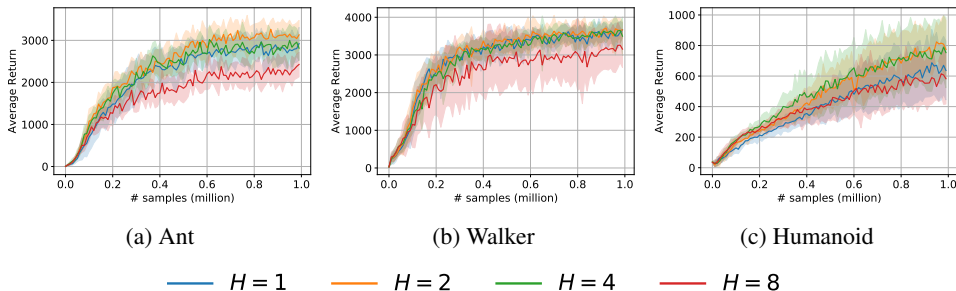 3000
2000
1000
0
Average Return
0.0 0.2 0.4 0.6 0.8 1.0
# samples (million)
(a) Ant
4000
3000
2000
1000
0
Average Return
0.0 0.2 0.4 0.6 0.8 1.0
# samples (million)
(b) Walker
1000
800
600
400
200
0
Average Return
0.0 0.2 0.4 0.6 0.8 1.0
# samples (million)
(c) Humanoid
H = 1 H = 2 H = 4 H = 8